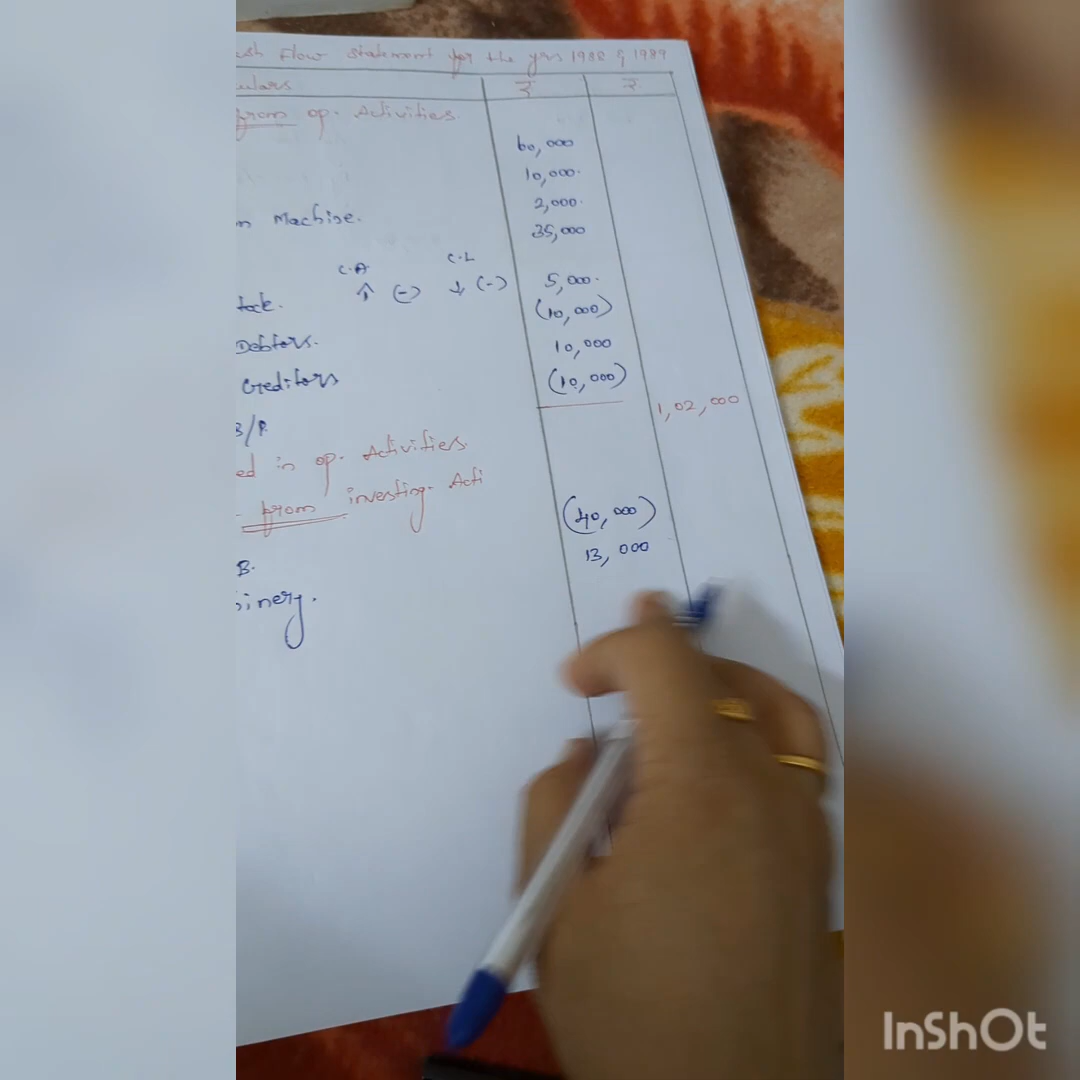 Cash Flow Statement for the yrs 1988 & 1989
ulars ₹ ₹
from op. Activities
60,000
10,000
n Machine. 2,000
35,000
C.A C.L
tock. ↑ (-) ↓ (-) 5,000
Debtors. (10,000)
Creditors 10,000
B/P. (10,000)
1,02,000
ed in op. Activities.
from investing. Acti
B. (40,000)
inery. 13,000
InShOt